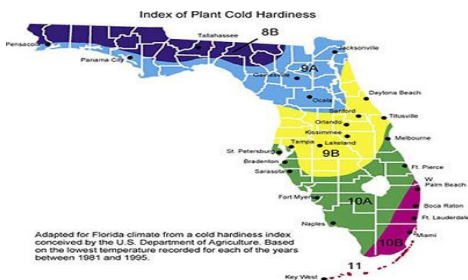 Index of Plant Cold Hardiness
8B
Tallahassee
Pensacola
Jacksonville
Panama City
9A
Gainesville
Ocala
Daytona Beach
Sanford
Titusville
Orlando
Kissimmee
Tampa
Lakeland
Melbourne
St. Petersburg
9B
Bradenton
Sarasota
Ft. Pierce
W.
Palm Beach
10A
Fort Myers
Boca Raton
Ft. Lauderdale
Naples
Miami
10B
Adapted for Florida climate from a cold hardiness index
conceived by the U.S. Department of Agriculture. Based
on the lowest temperature recorded for each of the years
between 1981 and 1995.
11
Key West